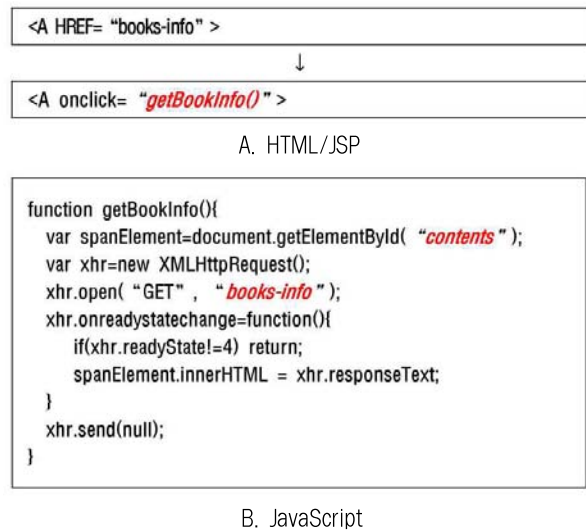 <A HREF= “books-info” >
↓
<A onclick= “getBookInfo()” >
A. HTML/JSP
function getBookInfo(){
var spanElement=document.getElementById( “contents” );
var xhr=new XMLHttpRequest();
xhr.open( “GET” , “books-info” );
xhr.onreadystatechange=function(){
if(xhr.readyState!=4) return;
spanElement.innerHTML = xhr.responseText;
}
xhr.send(null);
}
B. JavaScript